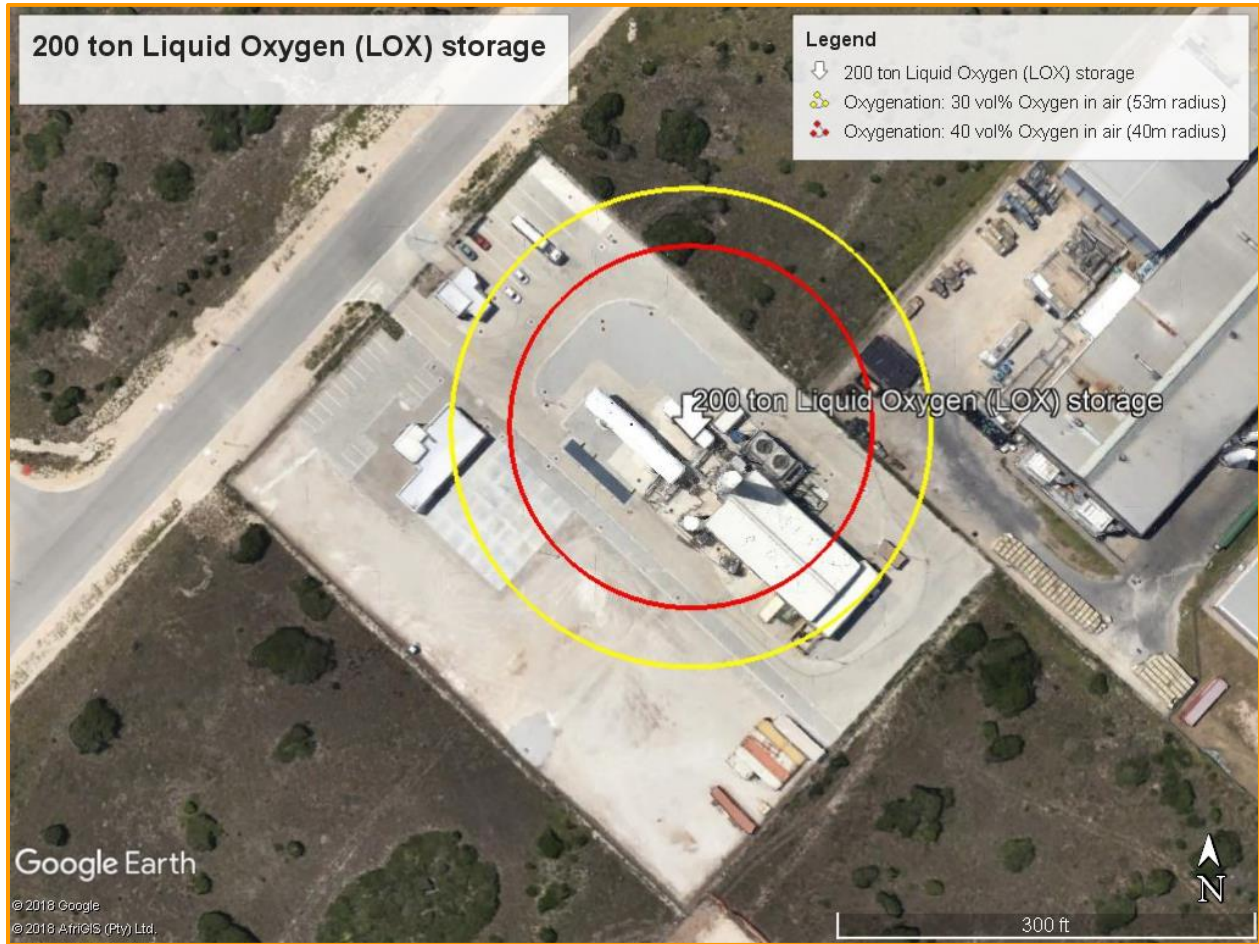 200 ton Liquid Oxygen (LOX) storage
Legend
200 ton Liquid Oxygen (LOX) storage
Oxygenation: 30 vol% Oxygen in air (53m radius)
Oxygenation: 40 vol% Oxygen in air (40m radius)
200 ton Liquid Oxygen (LOX) storage
Google Earth
© 2018 Google
© 2018 AfriGIS (Pty) Ltd.
N
300 ft